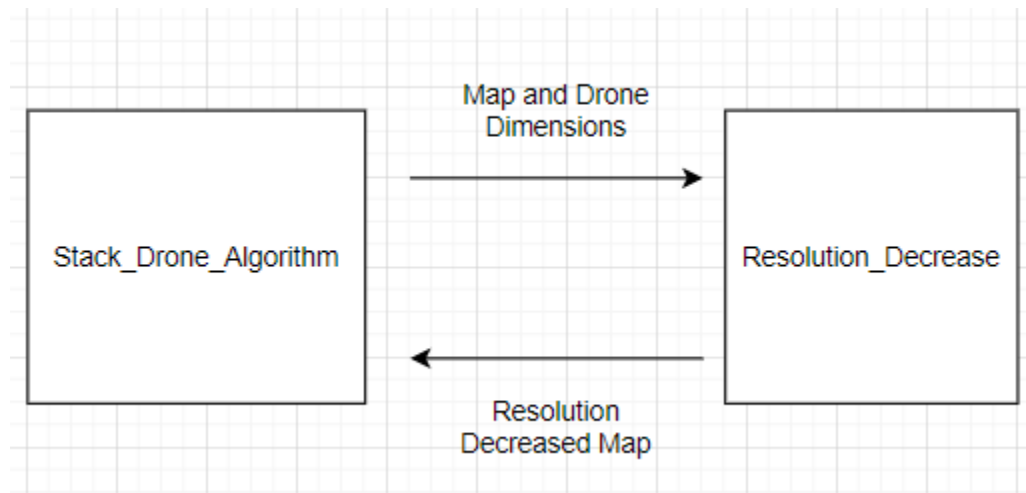 Map and Drone
Dimensions
Stack_Drone_Algorithm
Resolution_Decrease
Resolution
Decreased Map